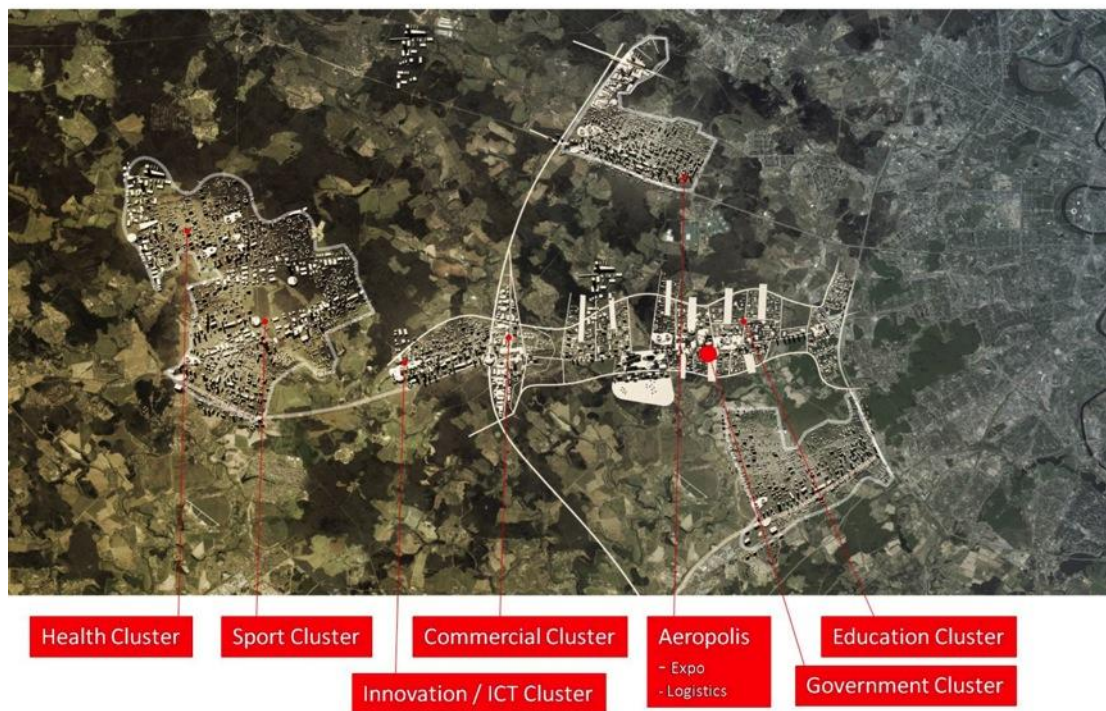 Health Cluster
Sport Cluster
Commercial Cluster
Aeropolis
- Expo
- Logistics
Education Cluster
Innovation / ICT Cluster
Government Cluster